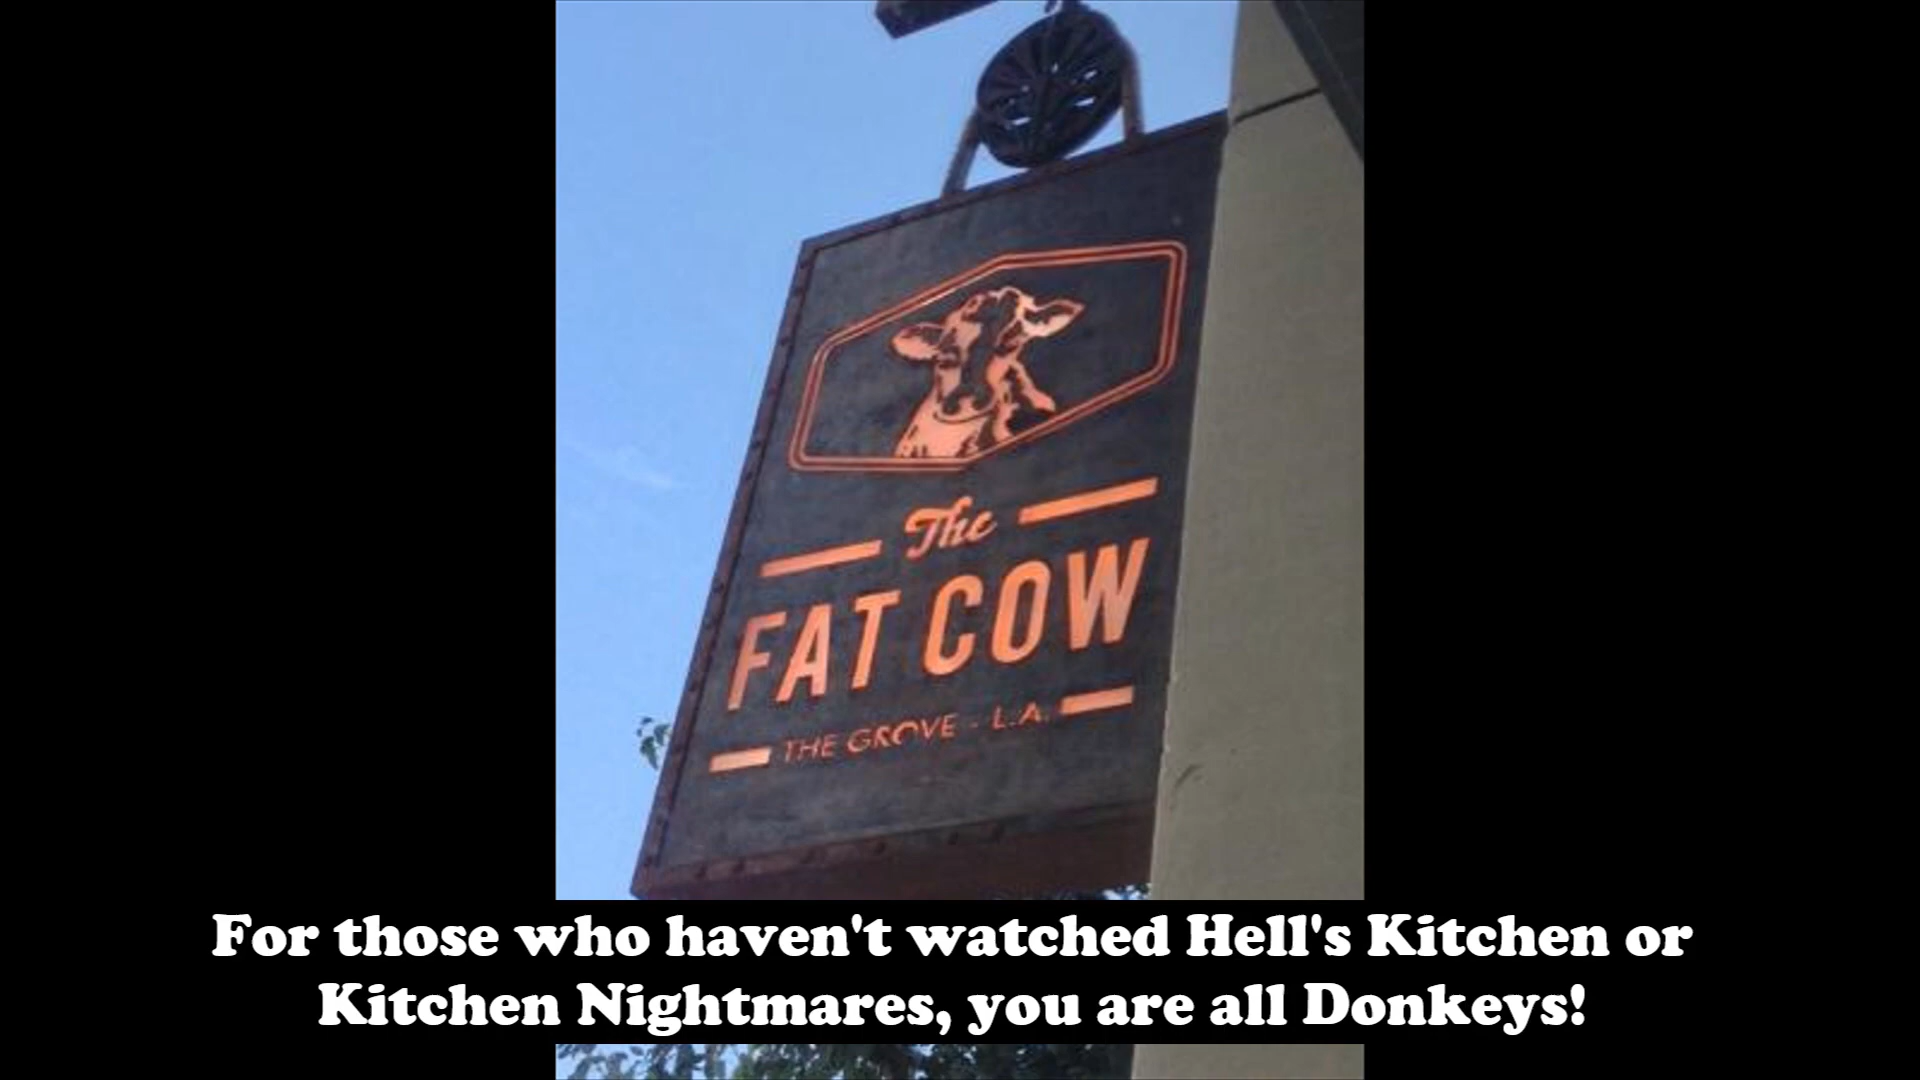 The
FAT COW
THE GROVE - L.A.
For those who haven't watched Hell's Kitchen or
Kitchen Nightmares, you are all Donkeys!